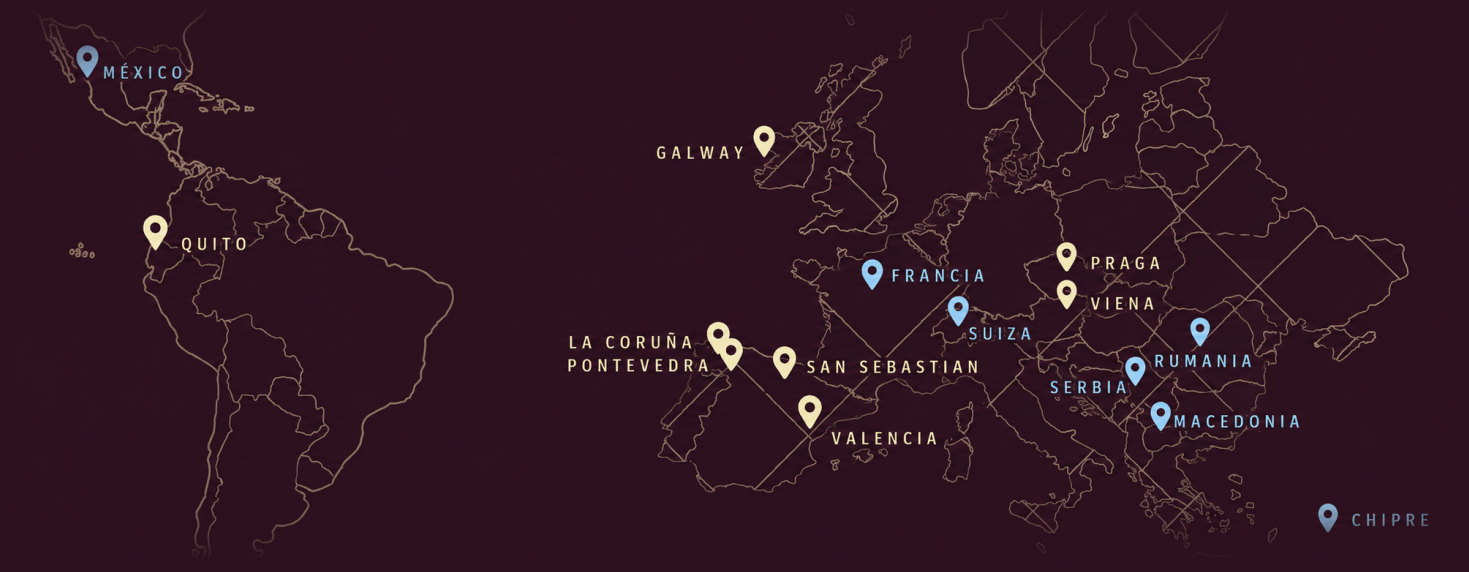 MÉXICO
GALWAY
QUITO
PRAGA
FRANCIA
VIENA
SUIZA
LA CORUÑA
RUMANIA
PONTEVEDRA
SAN SEBASTIAN
SERBIA
MACEDONIA
VALENCIA
CHIPRE